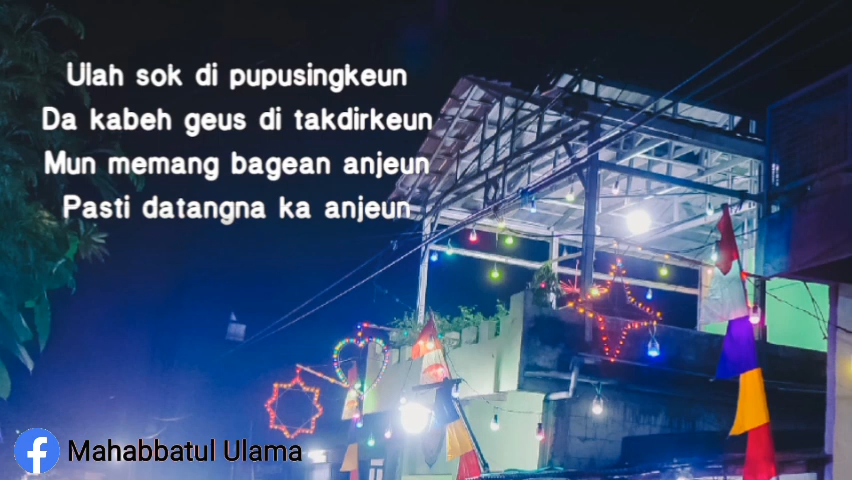 Ulah sok di pupusingkeun
Da kabeh geus di takdirkeun
Mun memang bagean anjeun
Pasti datangna ka anjeun
Mahabbatul Ulama